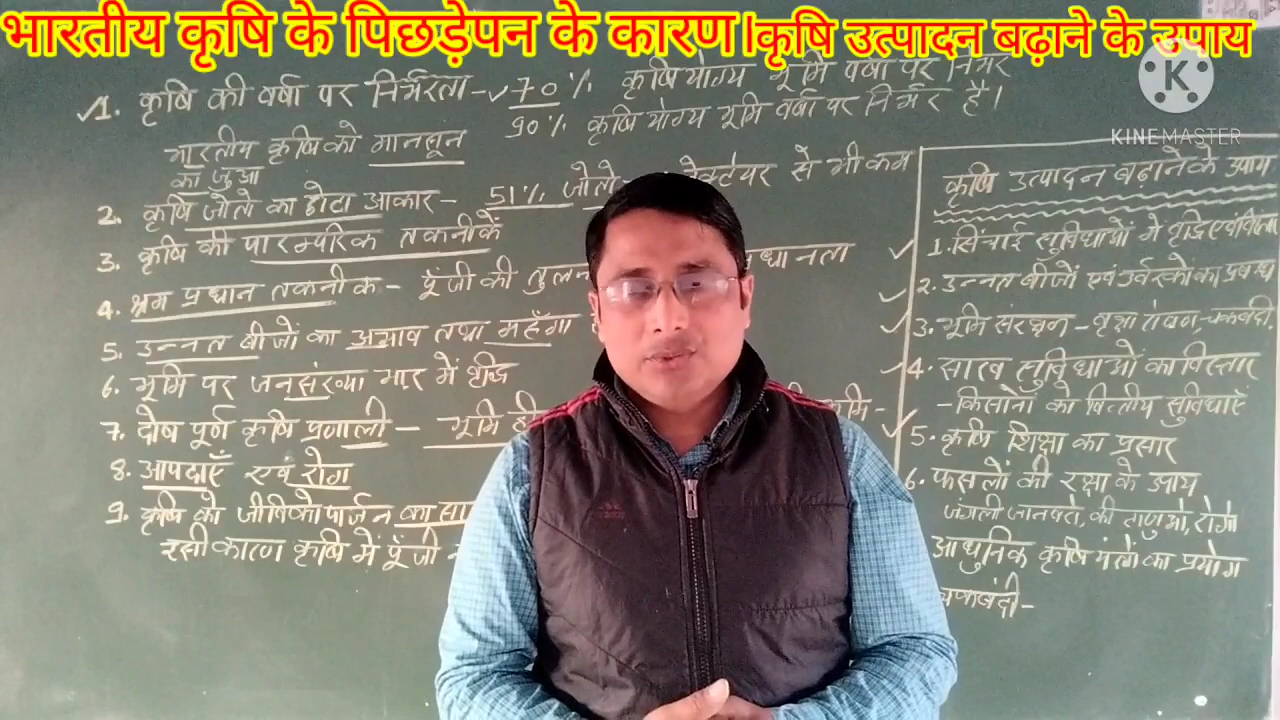 भारतीय कृषि के पिछड़ेपन के कारण।कृषि उत्पादन बढ़ाने के उपाय
K
KINEMASTER
1. कृषि की वर्षा पर निर्भरता - 70% कृषि योग्य भूमि वर्षा पर निर्भर
90% कृषि योग्य भूमि वर्षा पर निर्भर है।
भारतीय कृषि को मानसून
का जुआ
2. कृषि जोतो का छोटा आकार - 51% जोतो हेक्टेयर से भी कम
3. कृषि की पारम्परिक तकनीकें
4. श्रम प्रधान तकनीक - पूँजी की
5. उन्नत बीजों का अभाव तथा महँगा
6. भूमि पर जनसंख्या भार में वृद्धि
7. दोष पूर्ण कृषि प्रणाली - भूमि
8. आपदाएँ एवं रोग
9. कृषि को जीविकोपार्जन का
इसी कारण कृषि में पूँजी
कृषि उत्पादन बढ़ाने के उपाय
1. सिंचाई सुविधाओं में वृद्धि एवं
2. उन्नत बीजों एवं उर्वरकों का प्रबन्ध
3. भूमि संरक्षण - वृक्षा रोपण, चकबंदी,
4. साख सुविधाओं का विस्तार
- किसानों को वित्तीय सुविधाएँ
5. कृषि शिक्षा का प्रसार
6. फसलों की रक्षा के उपाय
जंगली जानवरो, कीटाणुओ, रोगो
आधुनिक कृषि यंत्रों का प्रयोग
चकबंदी -